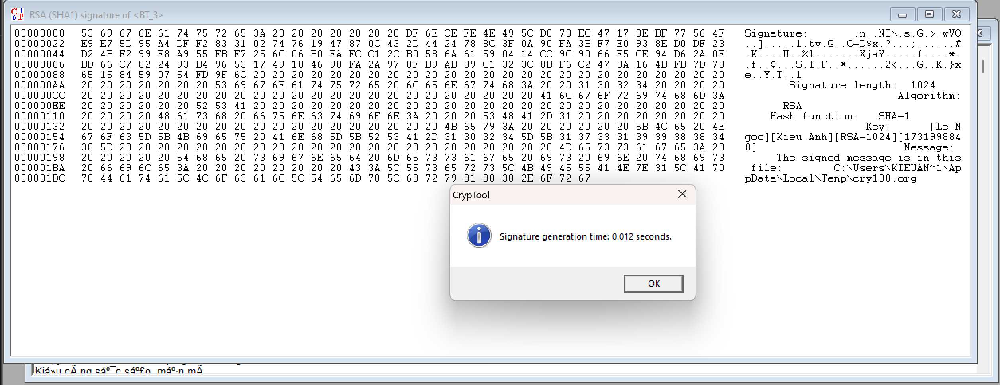 RSA (SHA1) signature of <BT_3>
00000000 53 69 67 6E 61 74 75 72 65 3A 20 20 20 20 20 20 20 DF 6E CE FE 4E 49 5C D0 73 EC 47 17 3E BF 77 56 4F Signature:       .n..NI\.s.G.>.wVO
00000022 E9 E7 5D 95 A4 DF F2 83 31 02 74 76 19 47 87 0C 43 2D 44 24 78 8C 3F 0A 90 FA 3B F7 E0 93 8E D0 DF 23 ..].....1.tv.G..C-D$x.?...;......#
00000044 D2 4B F2 99 E8 A9 55 FB F7 25 6C 06 B0 FA FC C1 2C B0 58 6A 61 59 04 14 CC 9C 90 66 E5 CE 94 D6 2A 0E .K....U..%l.....,.XjaY.....f....*.
00000066 BD 66 C7 82 24 93 B4 96 53 17 49 10 46 90 FA 2A 97 0F B9 AB 89 C1 32 3C 8B F6 C2 47 0A 16 4B FB 7D 78 .f..$...S.I.F..*......2<...G..K.}x
00000088 65 15 84 59 07 54 FD 9F 6C 20 20 20 20 20 20 20 20 20 20 20 20 20 20 20 20 20 20 20 20 20 20 20 20 20 e..Y.T..l
000000AA 20 20 20 20 20 20 20 53 69 67 6E 61 74 75 72 65 20 6C 65 6E 67 74 68 3A 20 20 31 30 32 34 20 20 20 20 Signature length:  1024
000000CC 20 20 20 20 20 20 20 20 20 20 20 20 20 20 20 20 20 20 20 20 20 20 20 20 41 6C 67 6F 72 69 74 68 6D 3A Algorithm:
000000EE 20 20 20 20 20 20 52 53 41 20 20 20 20 20 20 20 20 20 20 20 20 20 20 20 20 20 20 20 20 20 20 20 20 20 RSA
00000110 20 20 20 20 48 61 73 68 20 66 75 6E 63 74 69 6F 6E 3A 20 20 20 53 48 41 2D 31 20 20 20 20 20 20 20 20 Hash function:   SHA-1
00000132 20 20 20 20 20 20 20 20 20 20 20 20 20 20 20 20 20 20 20 4B 65 79 3A 20 20 20 20 20 20 5B 4C 65 20 4E Key:      [Le N
00000154 67 6F 63 5D 5B 4B 69 65 75 20 41 6E 68 5D 5B 52 53 41 2D 31 30 32 34 5D 5B 31 37 33 31 39 39 38 38 34 goc][Kieu Anh][RSA-1024][173199884
00000176 38 5D 20 20 20 20 20 20 20 20 20 20 20 20 20 20 20 20 20 20 20 20 20 20 20 4D 65 73 73 61 67 65 3A 20 8]                       Message:
00000198 20 20 20 20 20 54 68 65 20 73 69 67 6E 65 64 20 6D 65 73 73 61 67 65 20 69 73 20 69 6E 20 74 68 69 73 The signed message is in this
000001BA 20 66 69 6C 65 3A 20 20 20 20 20 20 20 20 43 3A 5C 55 73 65 72 73 5C 4B 49 45 55 41 4E 7E 31 5C 41 70 file:        C:\Users\KIEUAN~1\Ap
000001DC 70 44 61 74 61 5C 4C 6F 63 61 6C 5C 54 65 6D 70 5C 63 72 79 31 30 30 2E 6F 72 67 pData\Local\Temp\cry100.org
CrypTool
Signature generation time: 0.012 seconds.
OK